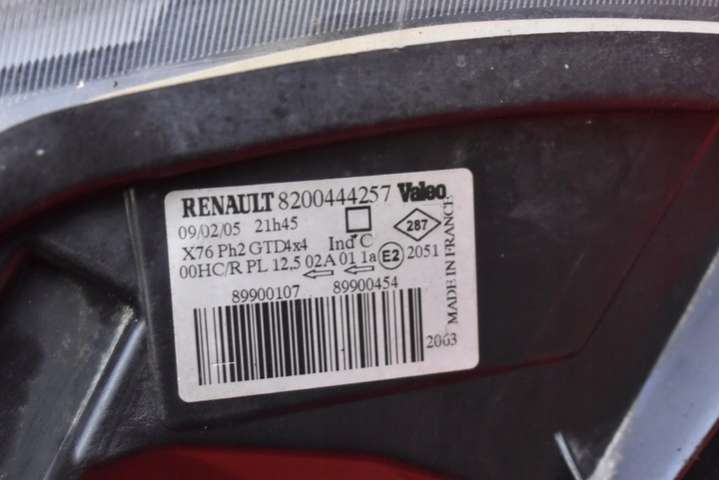 RENAULT 8200444257 Valeo
09/02/05 21h45
287
X76 Ph2 GTD4x4 Ind C
00HC/R PL 12,5 02A 01 1a E2 2051
89900107 89900454
MADE IN FRANCE
2063